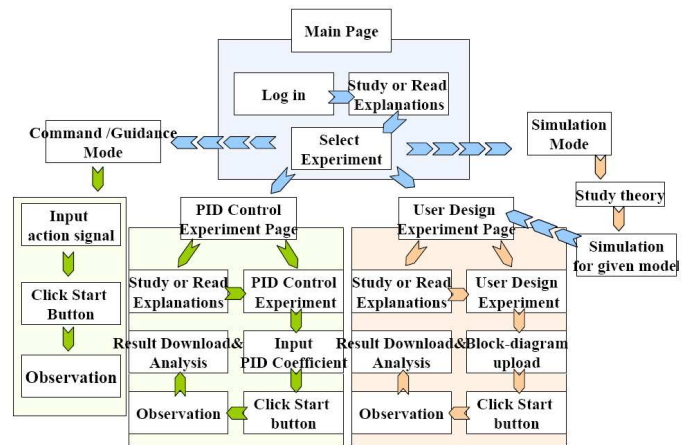 Main Page
Log in
Study or Read
Explanations
Select
Experiment
Command /Guidance
Mode
Simulation
Mode
Study theory
Simulation
for given model
Input
action signal
Click Start
Button
Observation
PID Control
Experiment Page
Study or Read
Explanations
PID Control
Experiment
Result Download&
Analysis
Input
PID Coefficient
Observation
Click Start
button
User Design
Experiment Page
Study or Read
Explanations
User Design
Experiment
Result Download&
Analysis
Block-diagram
upload
Observation
Click Start
button